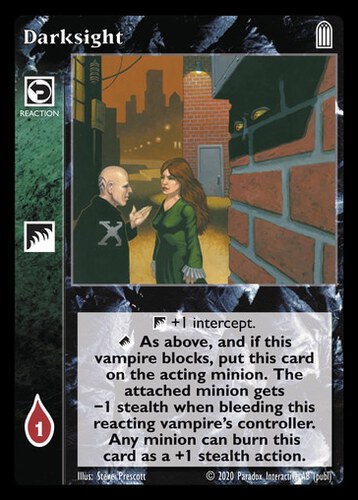 Darksight
REACTION
X
+1 intercept.
As above, and if this
vampire blocks, put this card
on the acting minion. The
attached minion gets
−1 stealth when bleeding this
reacting vampire's controller.
Any minion can burn this
card as a +1 stealth action.
1
Illus: Steve Prescott © 2020 Paradox Interactive AB (publ)